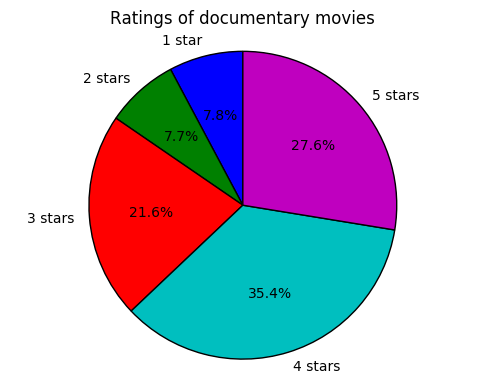 Ratings of documentary movies
1 star
2 stars
3 stars
4 stars
5 stars
7.8%
7.7%
21.6%
35.4%
27.6%